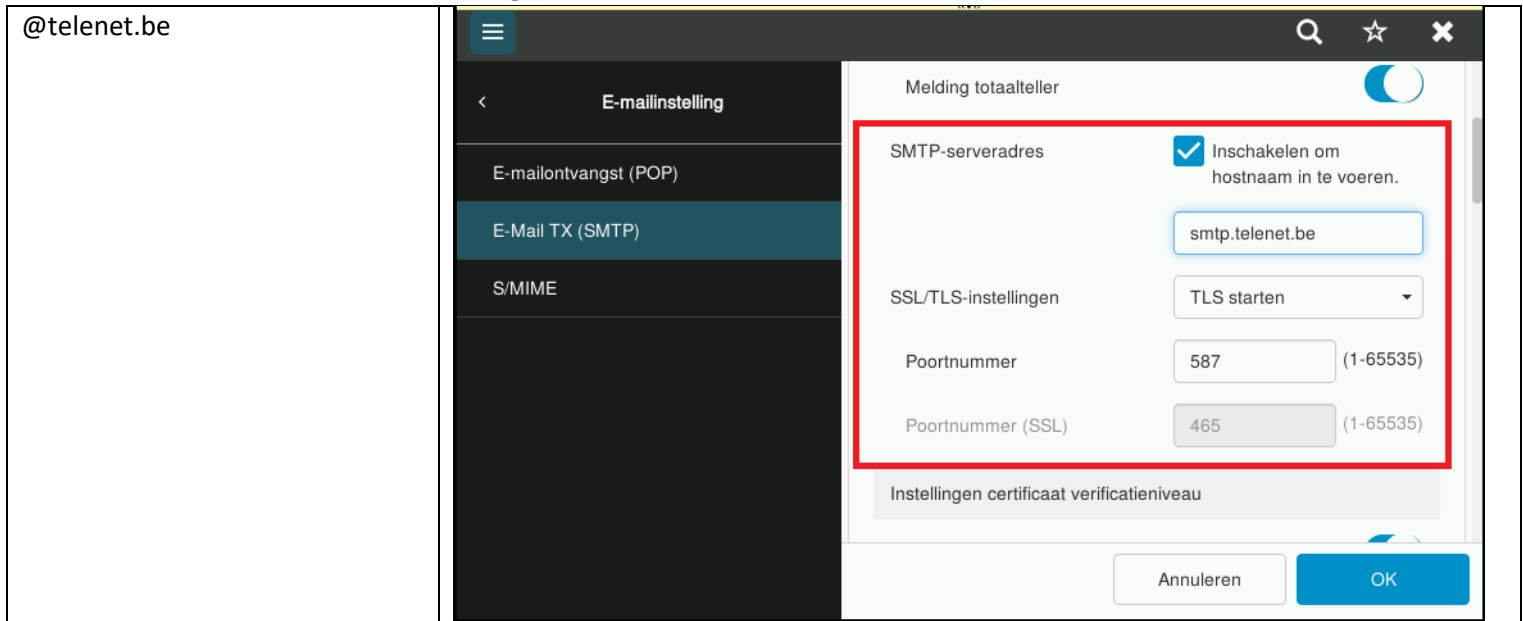 @telenet.be
E-mailinstelling
E-mailontvangst (POP)
E-Mail TX (SMTP)
S/MIME
Melding totaalteller
SMTP-serveradres
Inschakelen om
hostnaam in te voeren.
smtp.telenet.be
SSL/TLS-instellingen
TLS starten
Poortnummer
587
(1-65535)
Poortnummer (SSL)
465
(1-65535)
Instellingen certificaat verificatieniveau
Annuleren
OK